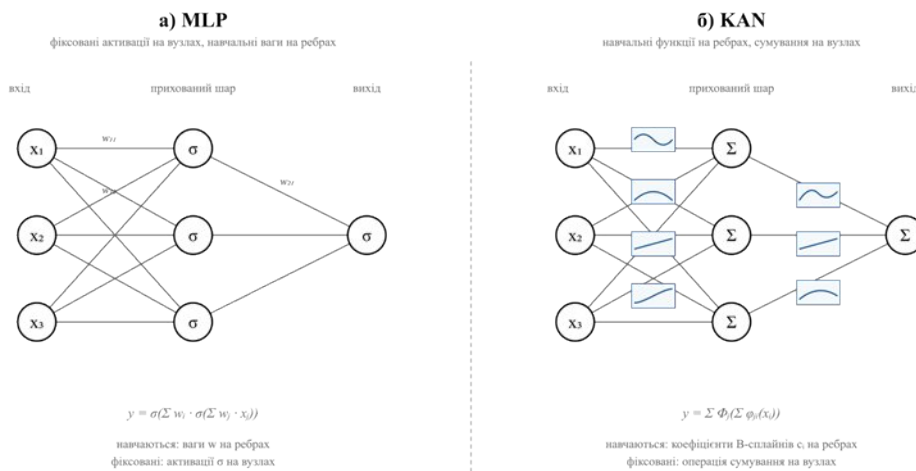 а) MLP
фіксовані активації на вузлах, навчальні ваги на ребрах
вхід прихований шар вихід
x₁ w₁₁ σ
w₂₁
x₂ σ σ
x₃ σ
y = σ(Σ wᵢ · σ(Σ wⱼ · xⱼ))
навчаються: ваги w на ребрах
фіксовані: активації σ на вузлах
б) KAN
навчальні функції на ребрах, сумування на вузлах
вхід прихований шар
x₁ Σ
x₂ Σ Σ
x₃ Σ
y = Σ Φⱼ(Σ φⱼᵢ(xᵢ))
навчаються: коефіцієнти B-сплайнів cᵢ на ребрах
фіксовані: операція сумування на вузлах